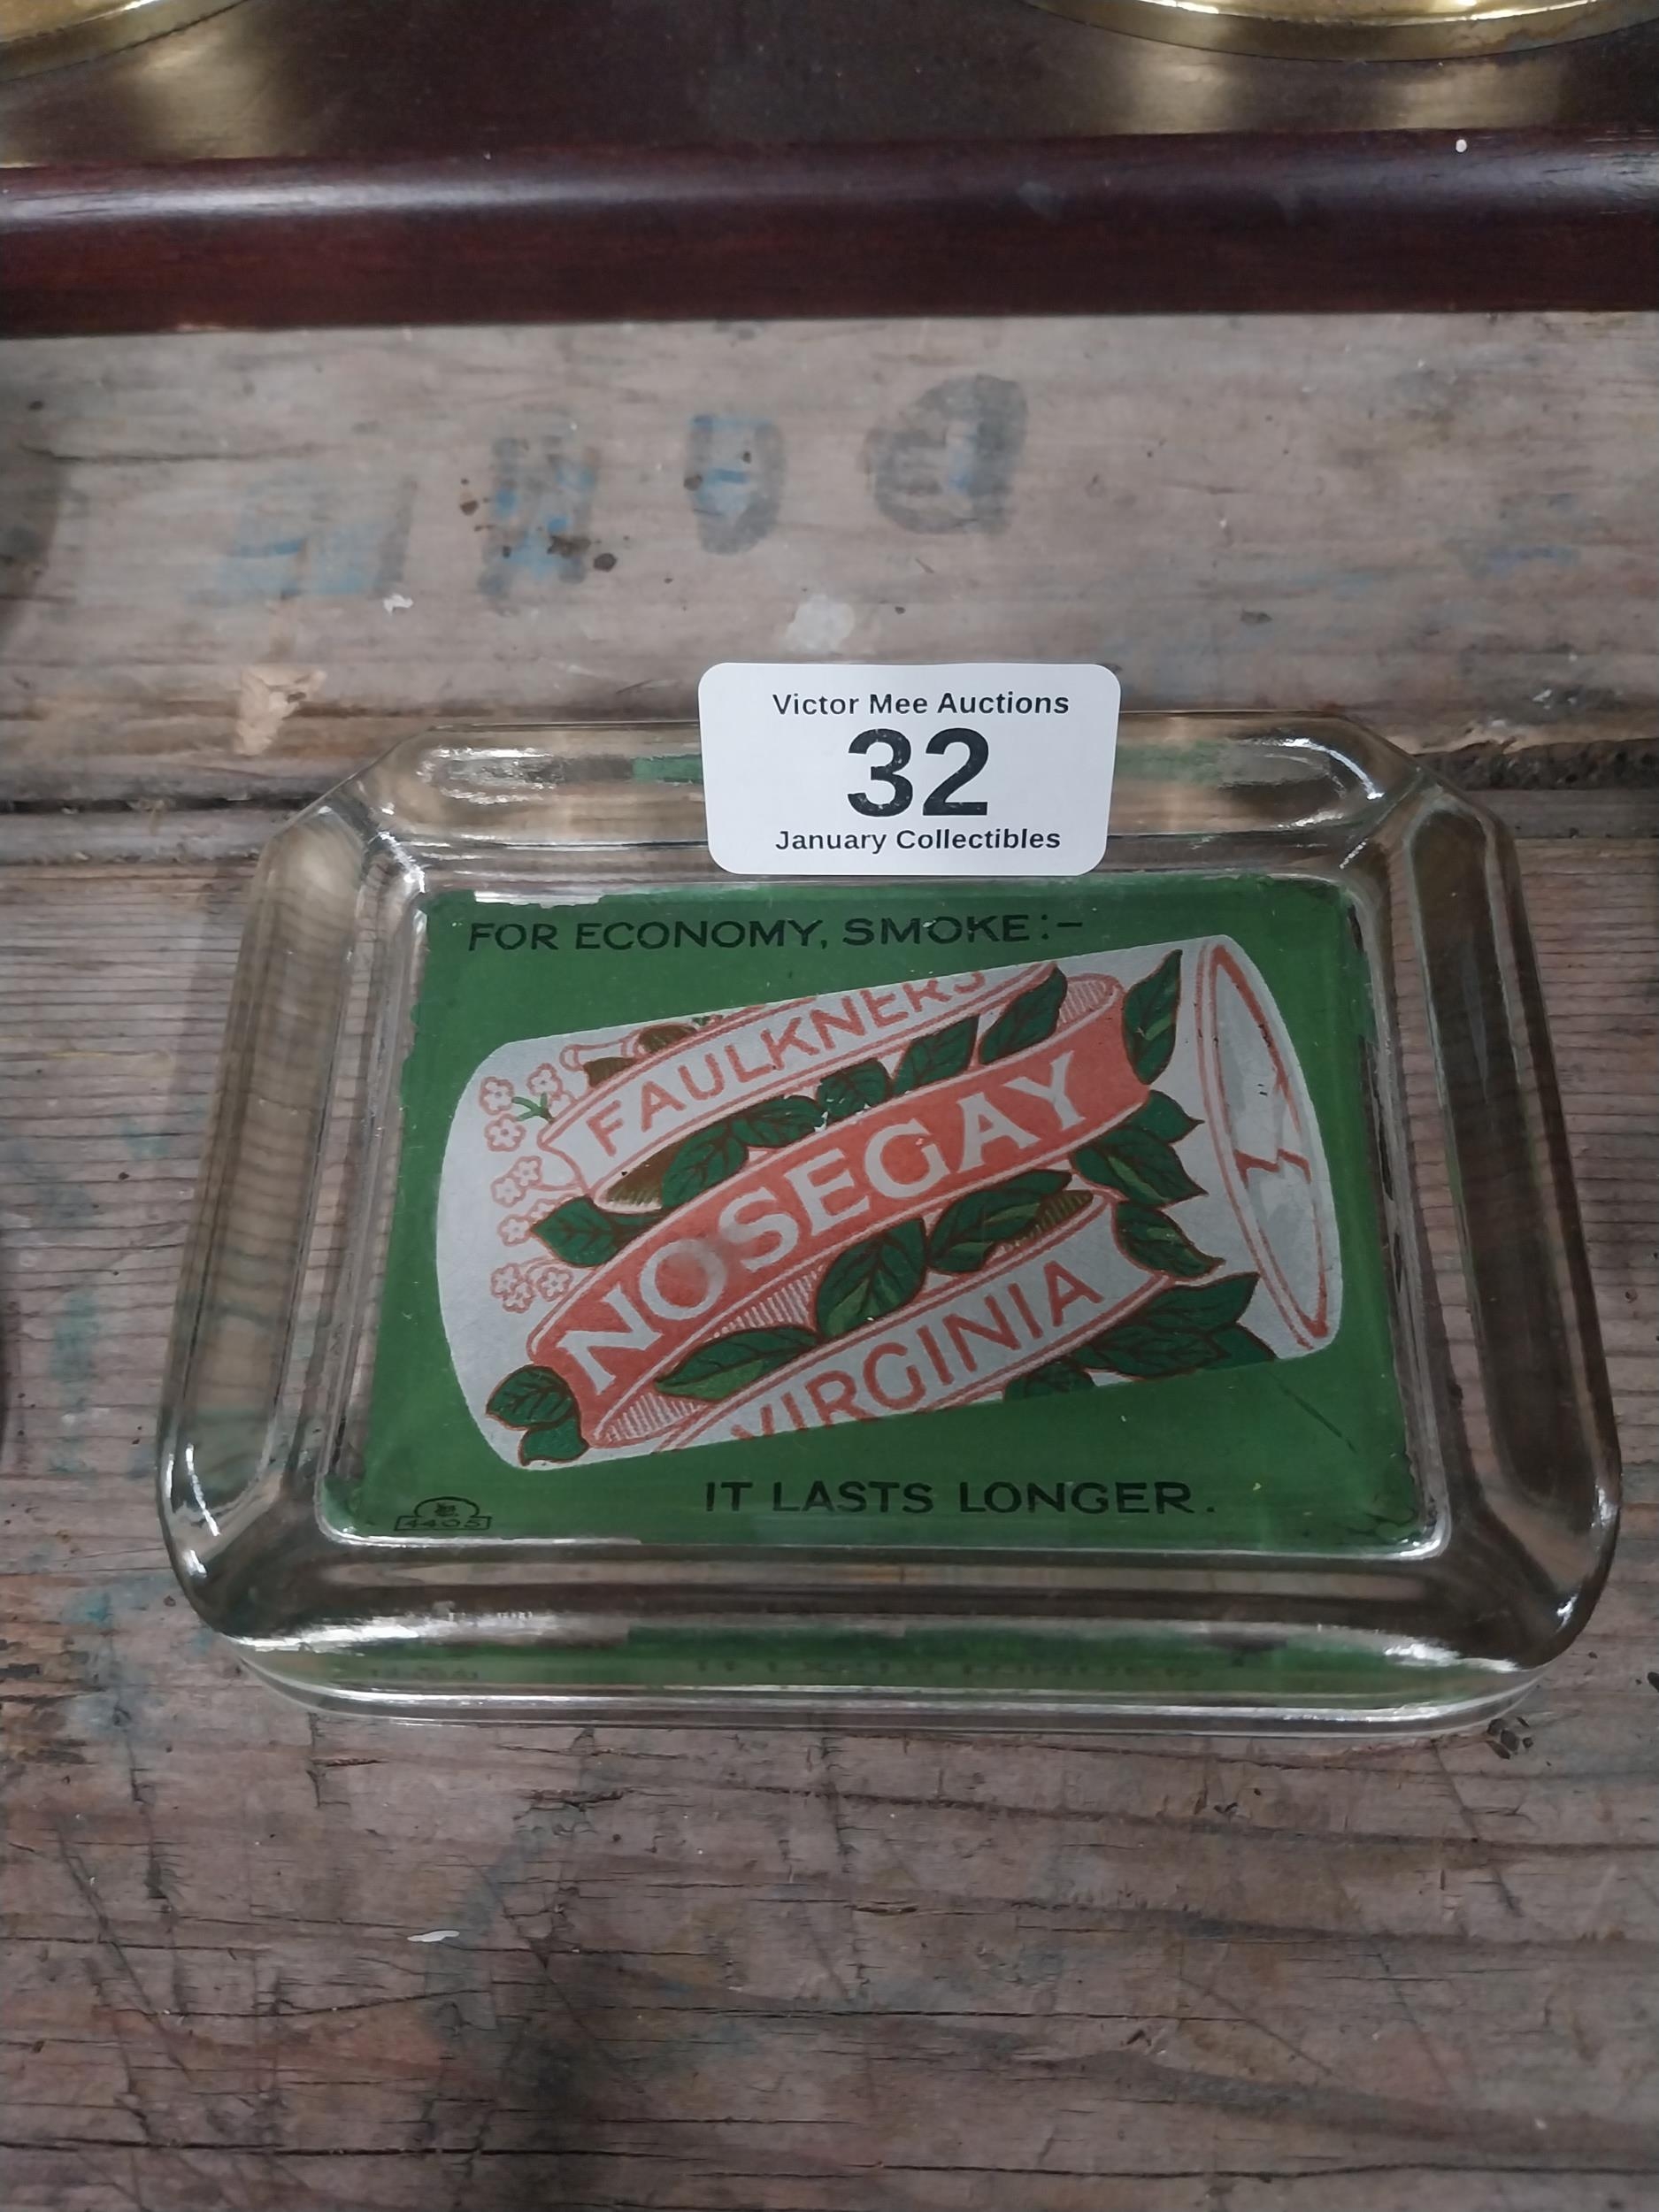 Victor Mee Auctions
32
January Collectibles
FOR ECONOMY, SMOKE:-
FAULKNERS
NOSEGAY
VIRGINIA
IT LASTS LONGER.
4405